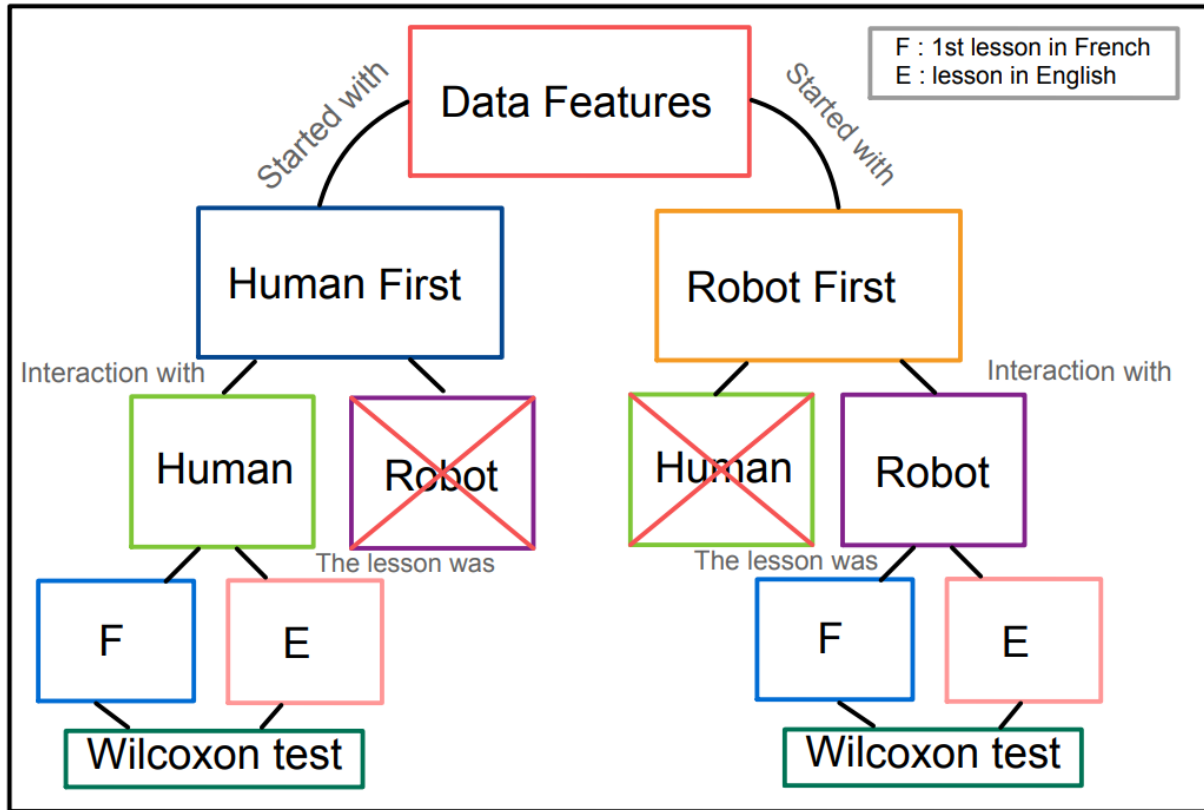 F : 1st lesson in French
E : lesson in English
Data Features
Started with
Started with
Human First
Robot First
Interaction with
Interaction with
Human
Robot
Human
Robot
The lesson was
The lesson was
F
E
F
E
Wilcoxon test
Wilcoxon test